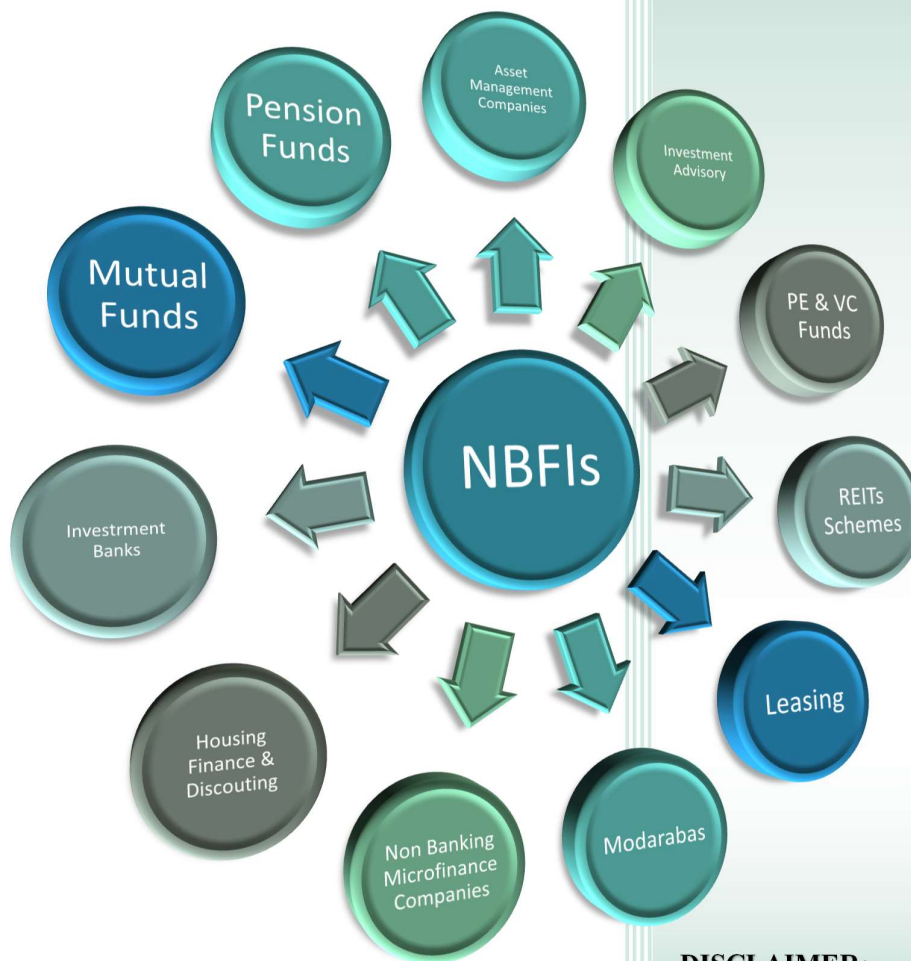 Asset
Management
Companies
Pension
Funds
Investment
Advisory
Mutual
Funds
PE & VC
Funds
NBFIs
REITs
Schemes
Investrment
Banks
Leasing
Housing
Finance &
Discouting
Modarabas
Non Banking
Microfinance
Companies
DISCLAIMER: